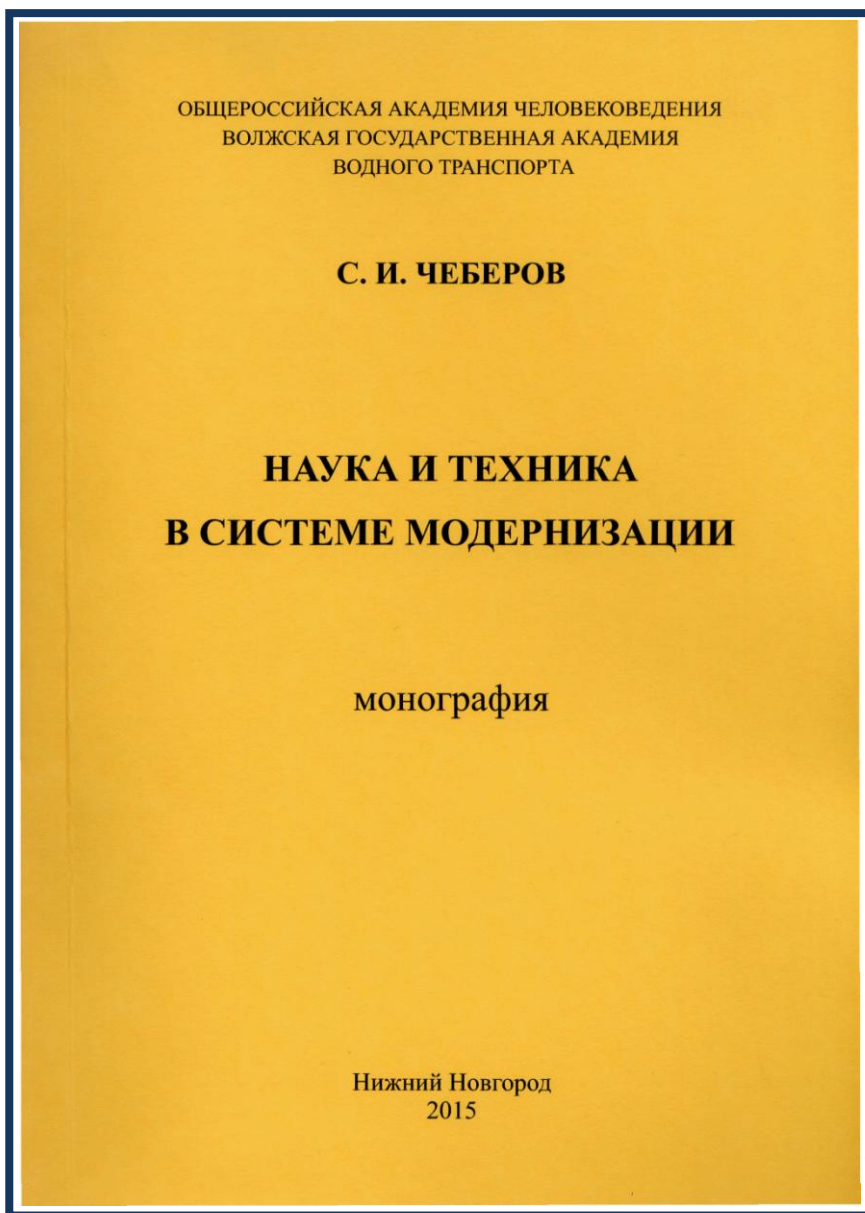 ОБЩЕРОССИЙСКАЯ АКАДЕМИЯ ЧЕЛОВЕКОВЕДЕНИЯ
ВОЛЖСКАЯ ГОСУДАРСТВЕННАЯ АКАДЕМИЯ
ВОДНОГО ТРАНСПОРТА
С. И. ЧЕБЕРОВ
НАУКА И ТЕХНИКА
В СИСТЕМЕ МОДЕРНИЗАЦИИ
монография
Нижний Новгород
2015